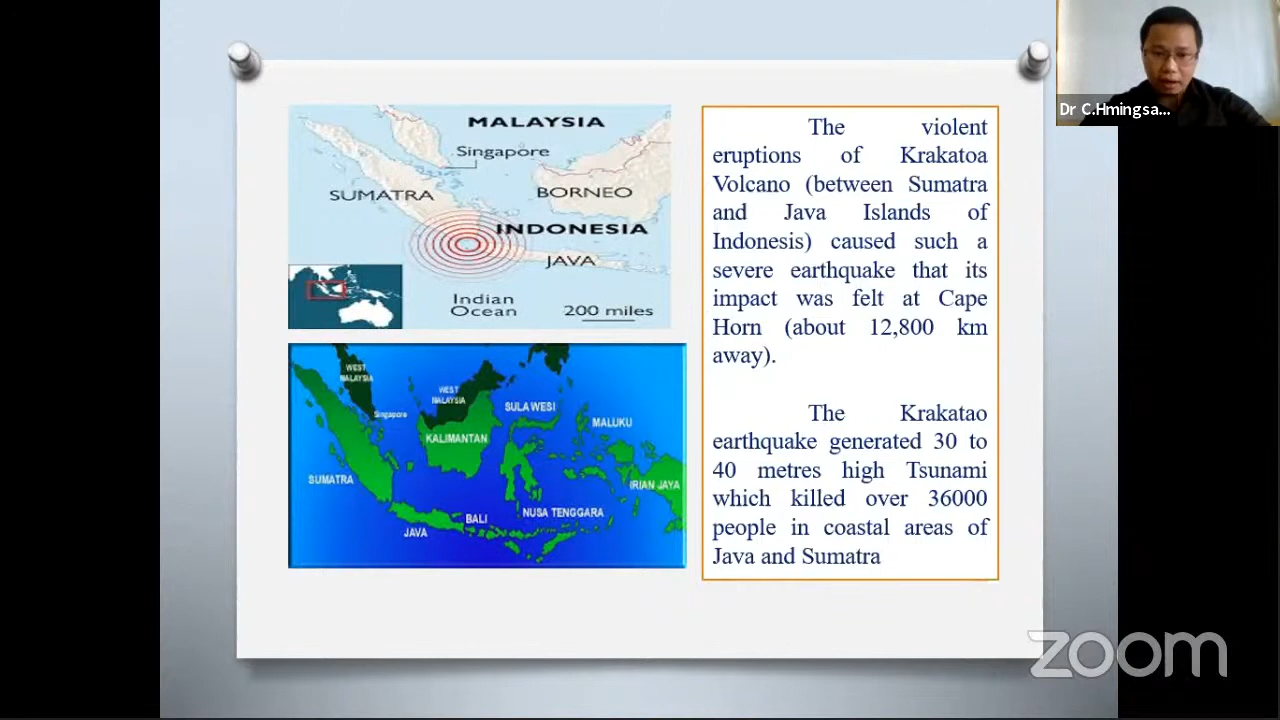 Dr C.Hmingsa...
MALAYSIA
Singapore
SUMATRA
BORNEO
INDONESIA
JAVA
Indian
Ocean
200 miles
WEST
MALAYSIA
Singapore
WEST
MALAYSIA
KALIMANTAN
SULAWESI
MALUKU
SUMATRA
IRIAN JAYA
BALI
NUSA TENGGARA
JAVA
The violent
eruptions of Krakatoa
Volcano (between Sumatra
and Java Islands of
Indonesis) caused such a
severe earthquake that its
impact was felt at Cape
Horn (about 12,800 km
away).
The Krakatao
earthquake generated 30 to
40 metres high Tsunami
which killed over 36000
people in coastal areas of
Java and Sumatra
zoom